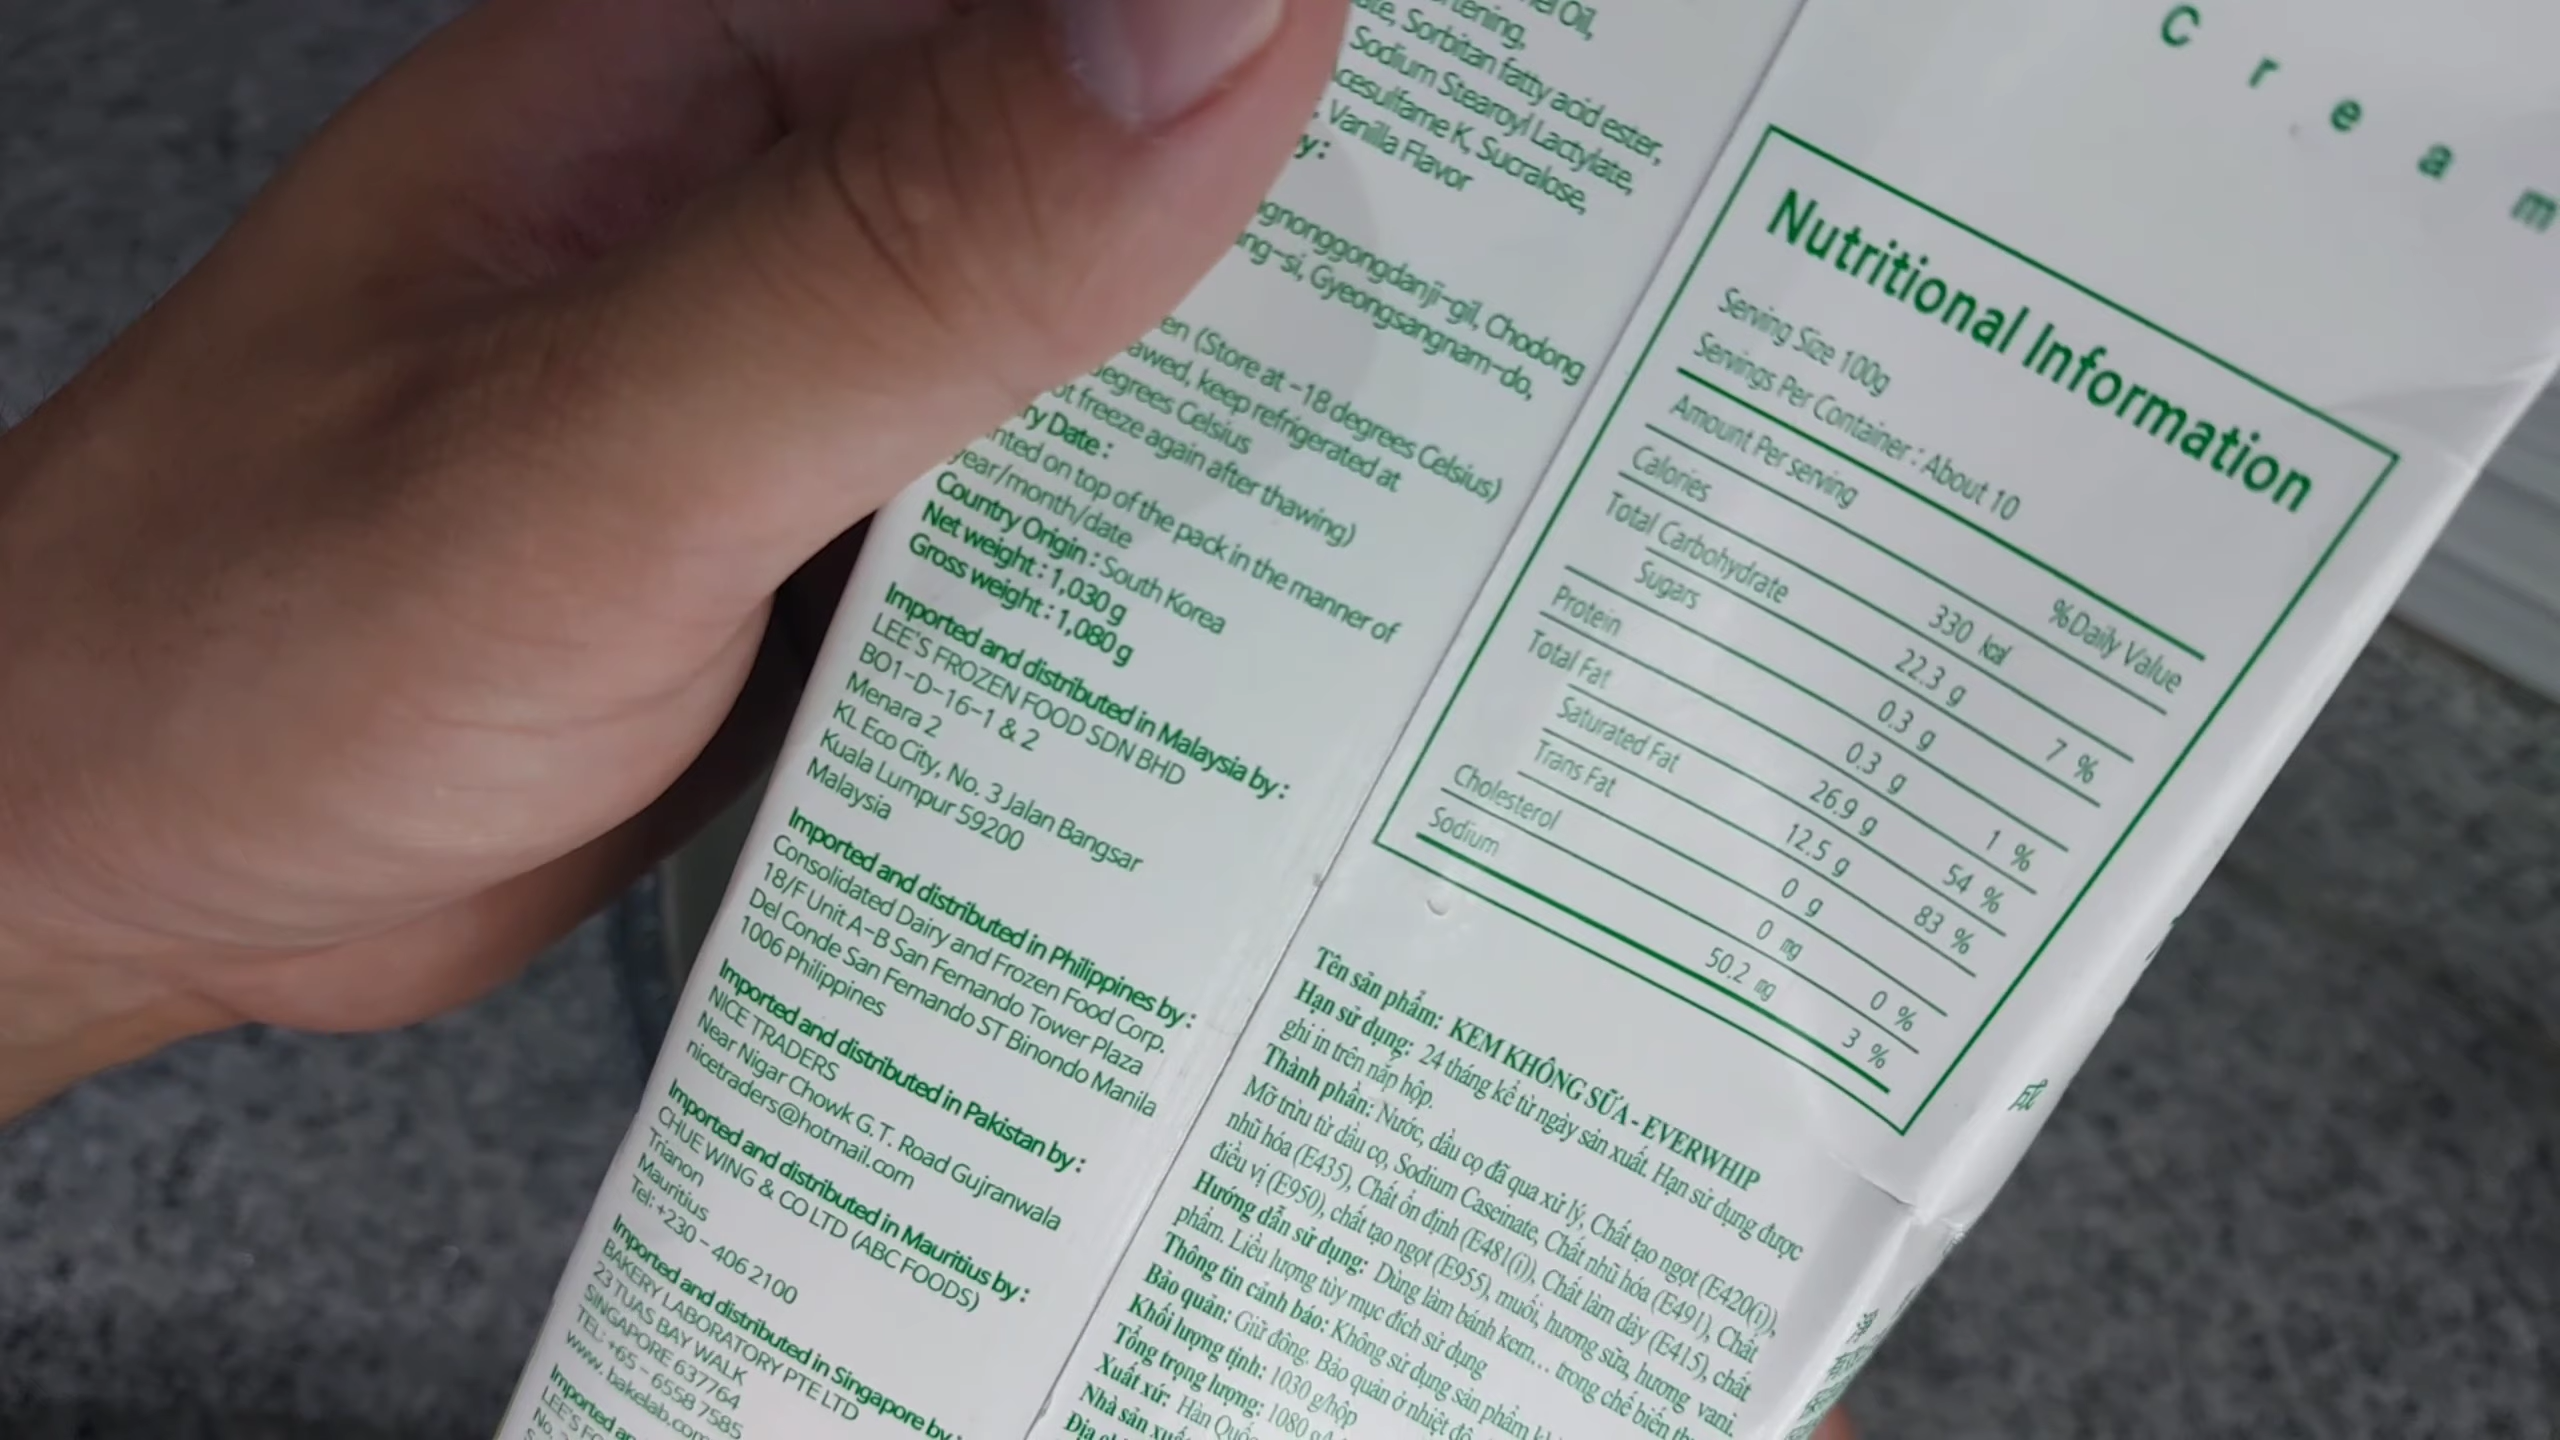 Oil,
Sorbitan fatty acid ester,
Sodium Stearoyl Lactylate,
Acesulfame K, Sucralose,
Vanilla Flavor
by :
Chodong
Gyeongsangnam-do,
(Store at -18 degrees Celsius)
keep refrigerated at
degrees Celsius
freeze again after thawing)
Date :
on top of the pack in the manner of
year/month/date
Country Origin : South Korea
Net weight : 1,030 g
Gross weight : 1,080 g
Imported and distributed in Malaysia by :
LEE'S FROZEN FOOD SDN BHD
BO1-D-16-1 & 2
Menara 2
KL Eco City, No. 3 Jalan Bangsar
Kuala Lumpur 59200
Malaysia
Imported and distributed in Philippines by :
Consolidated Dairy and Frozen Food Corp.
18/F Unit A-B San Fernando Tower Plaza
Del Conde San Fernando ST Binondo Manila
1006 Philippines
Imported and distributed in Pakistan by :
NICE TRADERS
Near Nigar Chowk G.T. Road Gujranwala
nicetraders@hotmail.com
Imported and distributed in Mauritius by :
CHUE WING & CO LTD (ABC FOODS)
Trianon
Mauritius
Tel : +230 - 406 2100
Imported and distributed in Singapore by :
BAKERY LABORATORY PTE LTD
23 TUAS BAY WALK
SINGAPORE 637764
TEL : +65 - 6558 7585
www.bakelab.com
Imported
LEE'S
No.
Cream
Nutritional Information
Serving Size 100g
Servings Per Container : About 10
Amount Per serving %Daily Value
Calories 330 kcal
Total Carbohydrate 22.3 g 7 %
Sugars 0.3 g
Protein 0.3 g 1 %
Total Fat 26.9 g 54 %
Saturated Fat 12.5 g 83 %
Trans Fat 0 g
Cholesterol 0 mg 0 %
Sodium 50.2 mg 3 %
Tên sản phẩm: KEM KHÔNG SỮA - EVERWHIP
Hạn sử dụng: 24 tháng kể từ ngày sản xuất. Hạn sử dụng được
ghi in trên nắp hộp.
Thành phần: Nước, dầu cọ đã qua xử lý, Chất tạo ngọt (E420(i)),
Mỡ trừu từ dầu cọ, Sodium Caseinate, Chất nhũ hóa (E491), Chất
nhũ hóa (E435), Chất ổn định (E481(i)), Chất làm dày (E415), chất
điều vị (E950), chất tạo ngọt (E955), muối, hương sữa, hương vani.
Hướng dẫn sử dụng: Dùng làm bánh kem... trong chế biến
phẩm. Liều lượng tùy mục đích sử dụng
Thông tin cảnh báo: Không sử dụng sản phẩm
Bảo quản: Giữ đông. Bảo quản ở nhiệt độ
Khối lượng tịnh: 1030 g/hộp
Tổng trọng lượng: 1080
Xuất xứ: Hàn Quốc
Nhà sản xuất
Địa